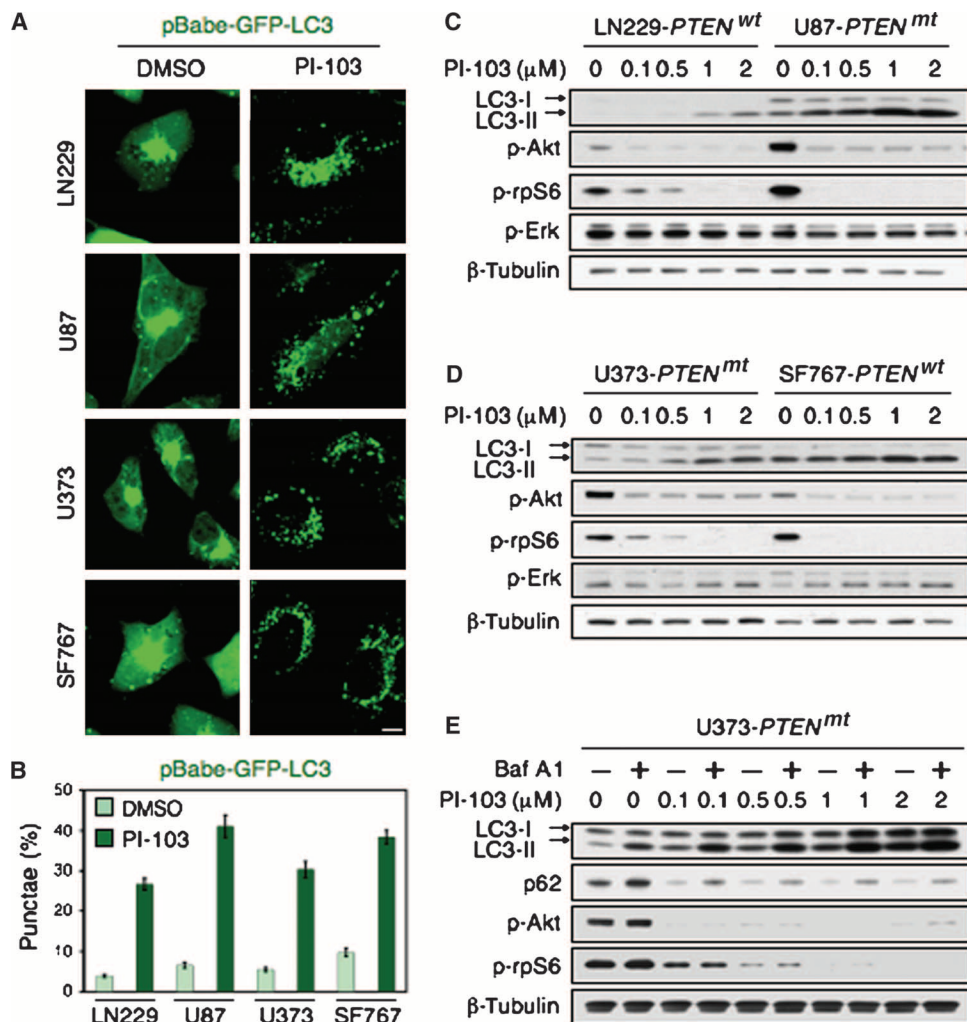 A
pBabe-GFP-LC3
DMSO PI-103
LN229
U87
U373
SF767
B
pBabe-GFP-LC3
50
40
30
20
10
0
Punctae (%)
DMSO
PI-103
LN229 U87 U373 SF767
C
LN229-PTEN wt U87-PTEN mt
PI-103 (μM) 0 0.1 0.5 1 2 0 0.1 0.5 1 2
LC3-I
LC3-II
p-Akt
p-rpS6
p-Erk
β-Tubulin
D
U373-PTEN mt SF767-PTEN wt
PI-103 (μM) 0 0.1 0.5 1 2 0 0.1 0.5 1 2
LC3-I
LC3-II
p-Akt
p-rpS6
p-Erk
β-Tubulin
E
U373-PTEN mt
Baf A1 – + – + – + – + – +
PI-103 (μM) 0 0 0.1 0.1 0.5 0.5 1 1 2 2
LC3-I
LC3-II
p62
p-Akt
p-rpS6
β-Tubulin